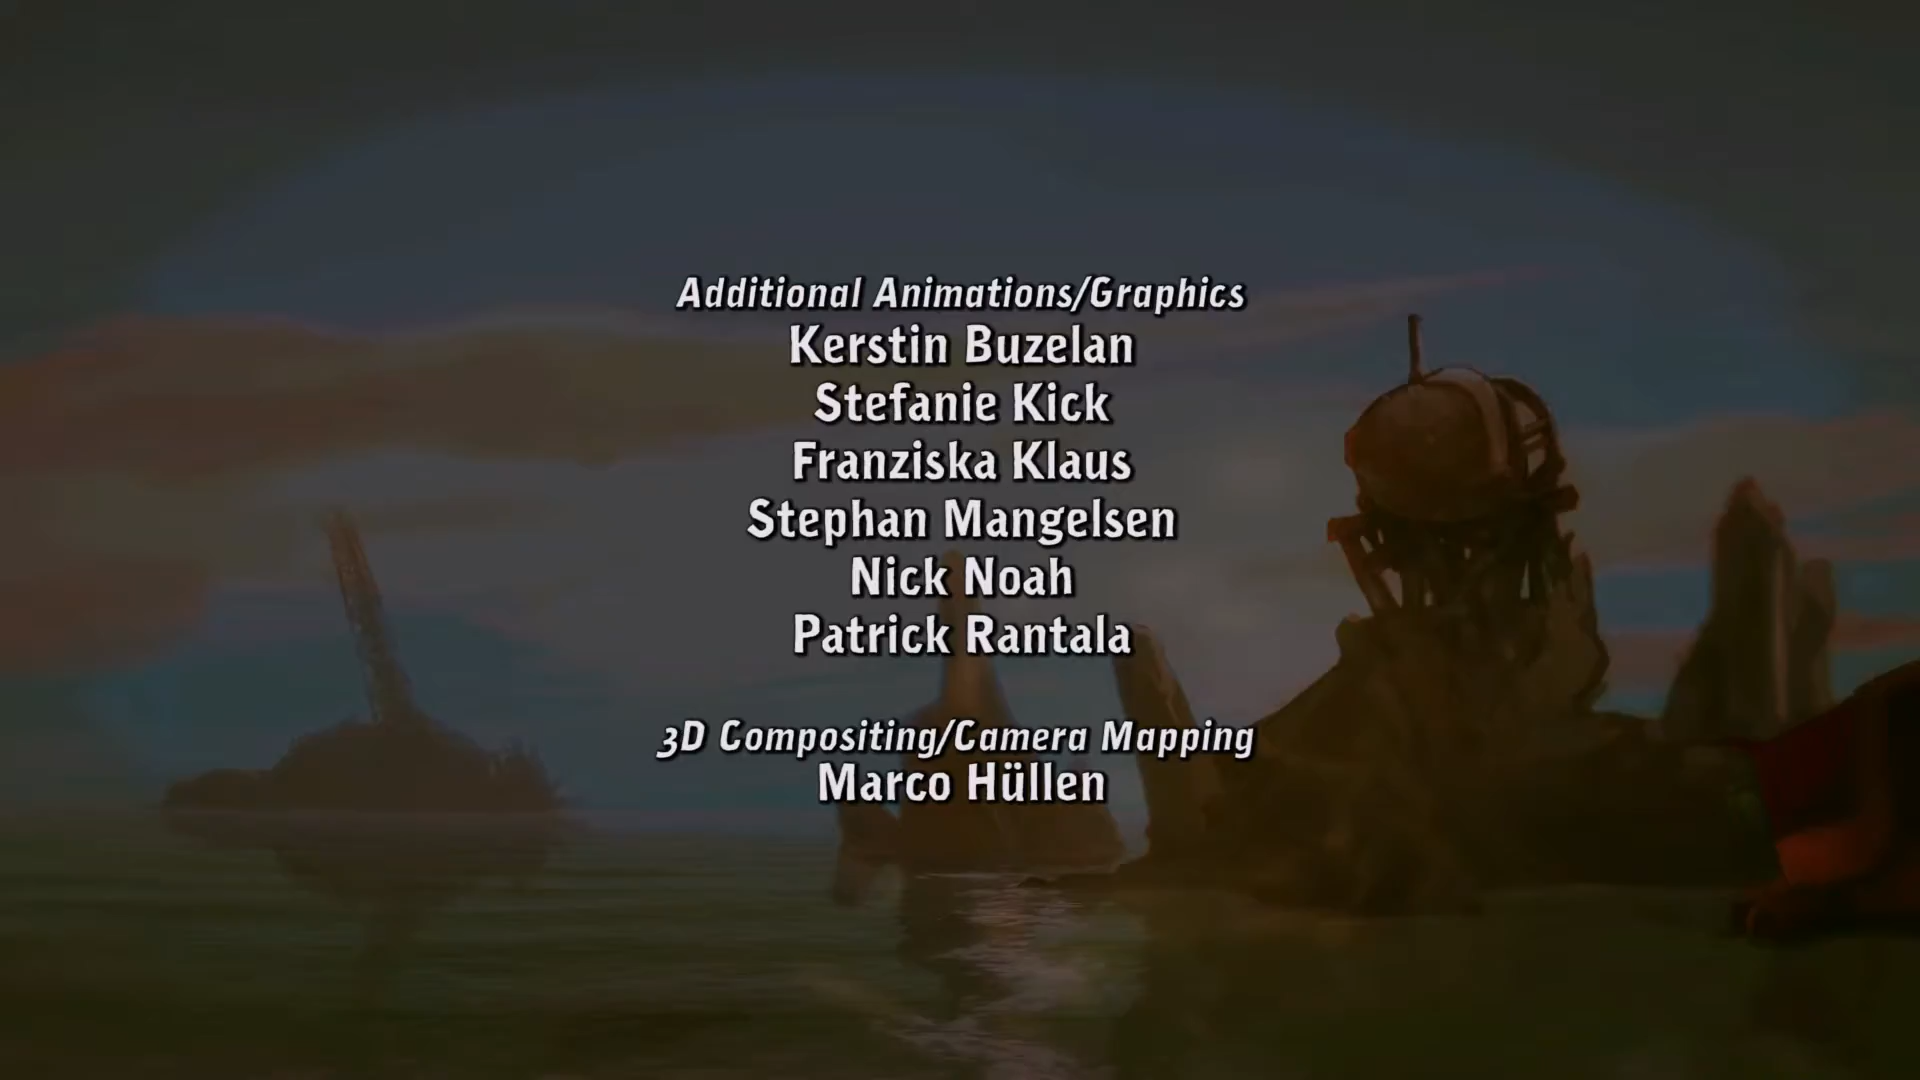 Additional Animations/Graphics
Kerstin Buzelan
Stefanie Kick
Franziska Klaus
Stephan Mangelsen
Nick Noah
Patrick Rantala
3D Compositing/Camera Mapping
Marco Hüllen